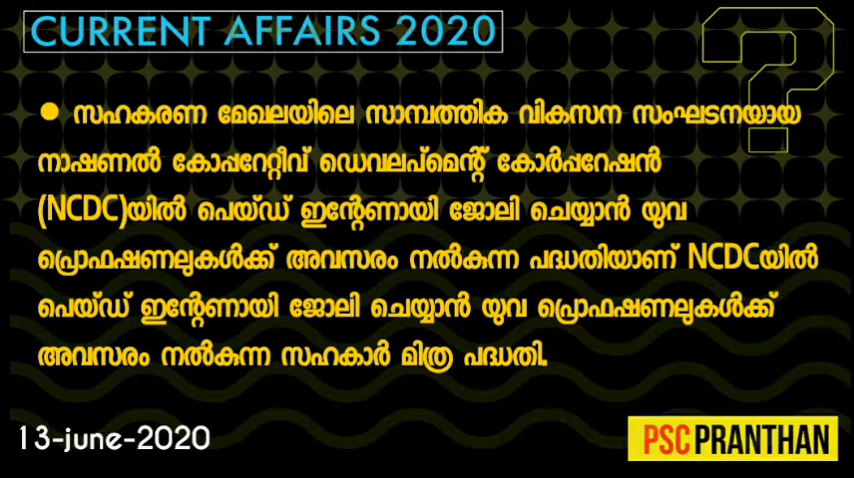 CURRENT AFFAIRS 2020
സഹകരണ മേഖലയിലെ സാമ്പത്തിക വികസന സംഘടനയായ
നാഷണൽ കോപ്പറേറ്റീവ് ഡെവലപ്മെന്റ് കോർപ്പറേഷൻ
(NCDC)യിൽ പെയ്ഡ് ഇന്റേണായി ജോലി ചെയ്യാൻ യുവ
പ്രൊഫഷണലുകൾക്ക് അവസരം നൽകുന്ന പദ്ധതിയാണ് NCDCയിൽ
പെയ്ഡ് ഇന്റേണായി ജോലി ചെയ്യാൻ യുവ പ്രൊഫഷണലുകൾക്ക്
അവസരം നൽകുന്ന സഹകാർ മിത്ര പദ്ധതി.
13-june-2020
PSC PRANTHAN